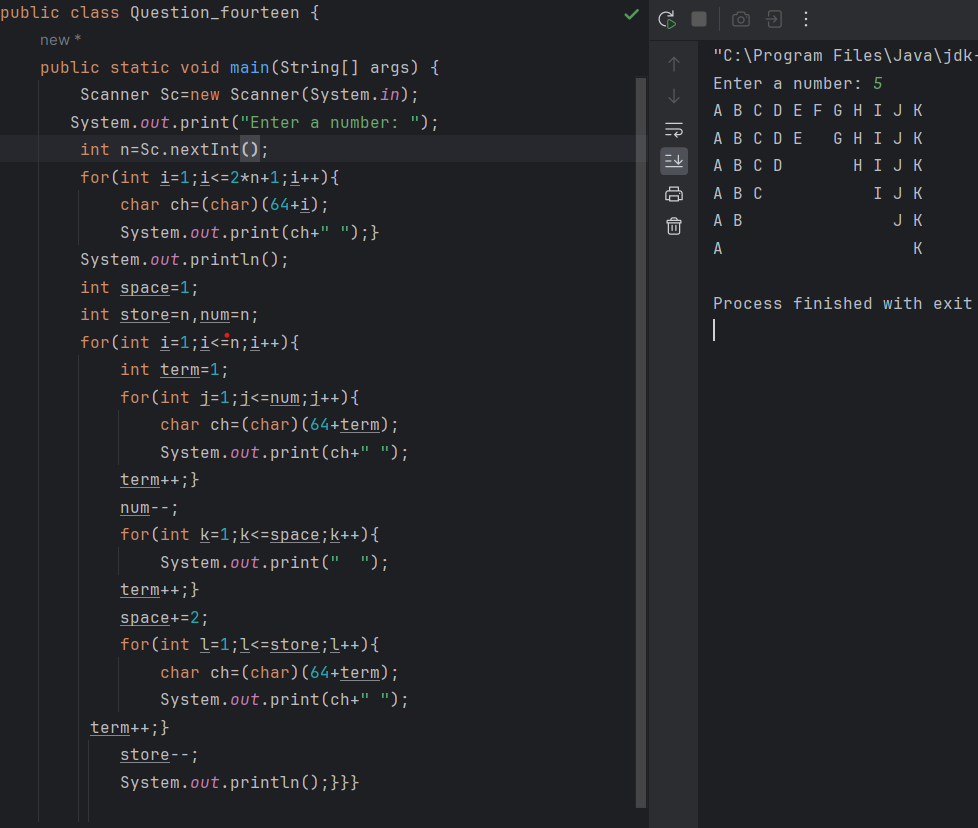 public class Question_fourteen {
new *
public static void main(String[] args) {
Scanner Sc=new Scanner(System.in);
System.out.print("Enter a number: ");
int n=Sc.nextInt();
for(int i=1;i<=2*n+1;i++){
char ch=(char)(64+i);
System.out.print(ch+" ");}
System.out.println();
int space=1;
int store=n,num=n;
for(int i=1;i<=n;i++){
int term=1;
for(int j=1;j<=num;j++){
char ch=(char)(64+term);
System.out.print(ch+" ");
term++;}
num--;
for(int k=1;k<=space;k++){
System.out.print("  ");
term++;}
space+=2;
for(int l=1;l<=store;l++){
char ch=(char)(64+term);
System.out.print(ch+" ");
term++;}
store--;
System.out.println();}}}
"C:\Program Files\Java\jdk-
Enter a number: 5
A B C D E F G H I J K
A B C D E   G H I J K
A B C D       H I J K
A B C           I J K
A B               J K
A                   K
Process finished with exit